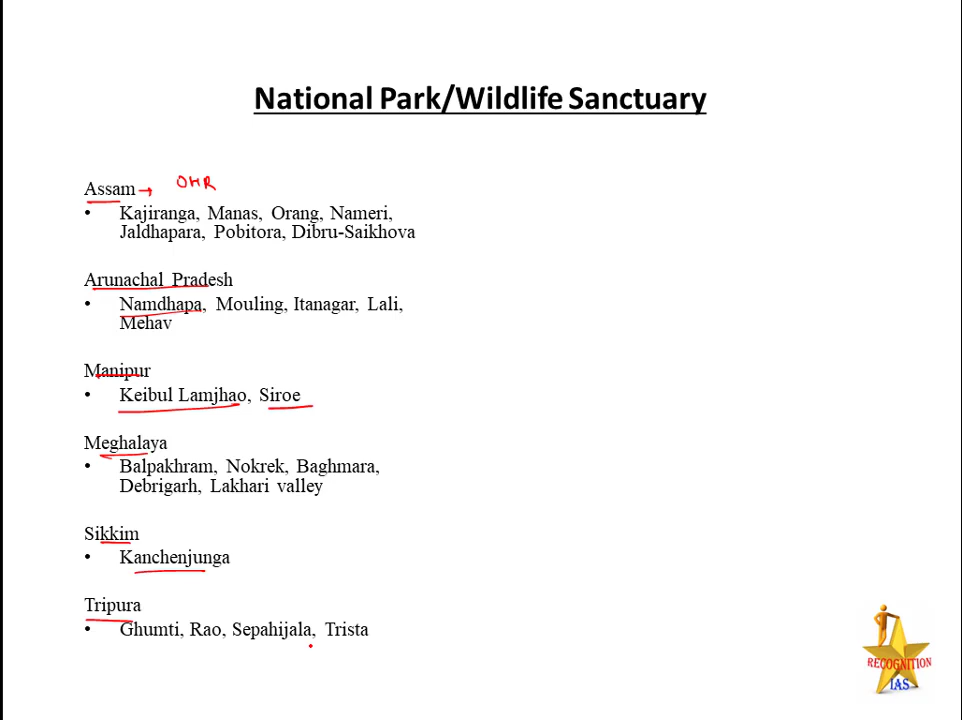 National Park/Wildlife Sanctuary
Assam → OHR
• Kajiranga, Manas, Orang, Nameri,
Jaldhapara, Pobitora, Dibru-Saikhova
Arunachal Pradesh
• Namdhapa, Mouling, Itanagar, Lali,
Mehav
Manipur
• Keibul Lamjhao, Siroe
Meghalaya
• Balpakhram, Nokrek, Baghmara,
Debrigarh, Lakhari valley
Sikkim
• Kanchenjunga
Tripura
• Ghumti, Rao, Sepahijala, Trista
RECOGNITION
IAS